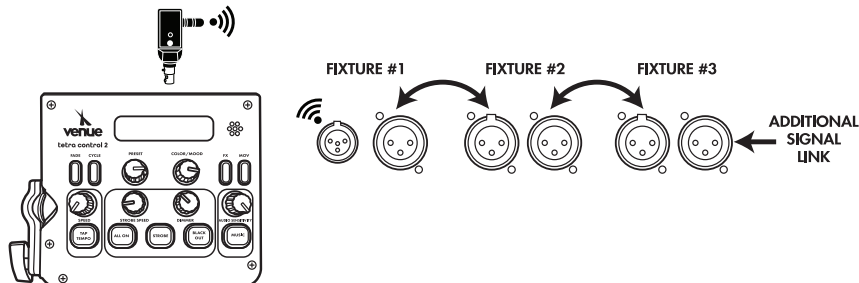 FIXTURE #1
FIXTURE #2
FIXTURE #3
ADDITIONAL
SIGNAL
LINK
venue
tetra control 2
FADE
CYCLE
PRESET
COLOR/MOOD
FX
MOV
SPEED
STROBE SPEED
DIMMER
AUDIO SENSITIVITY
TAP
TEMPO
ALL ON
STROBE
BLACK
OUT
MUSIC